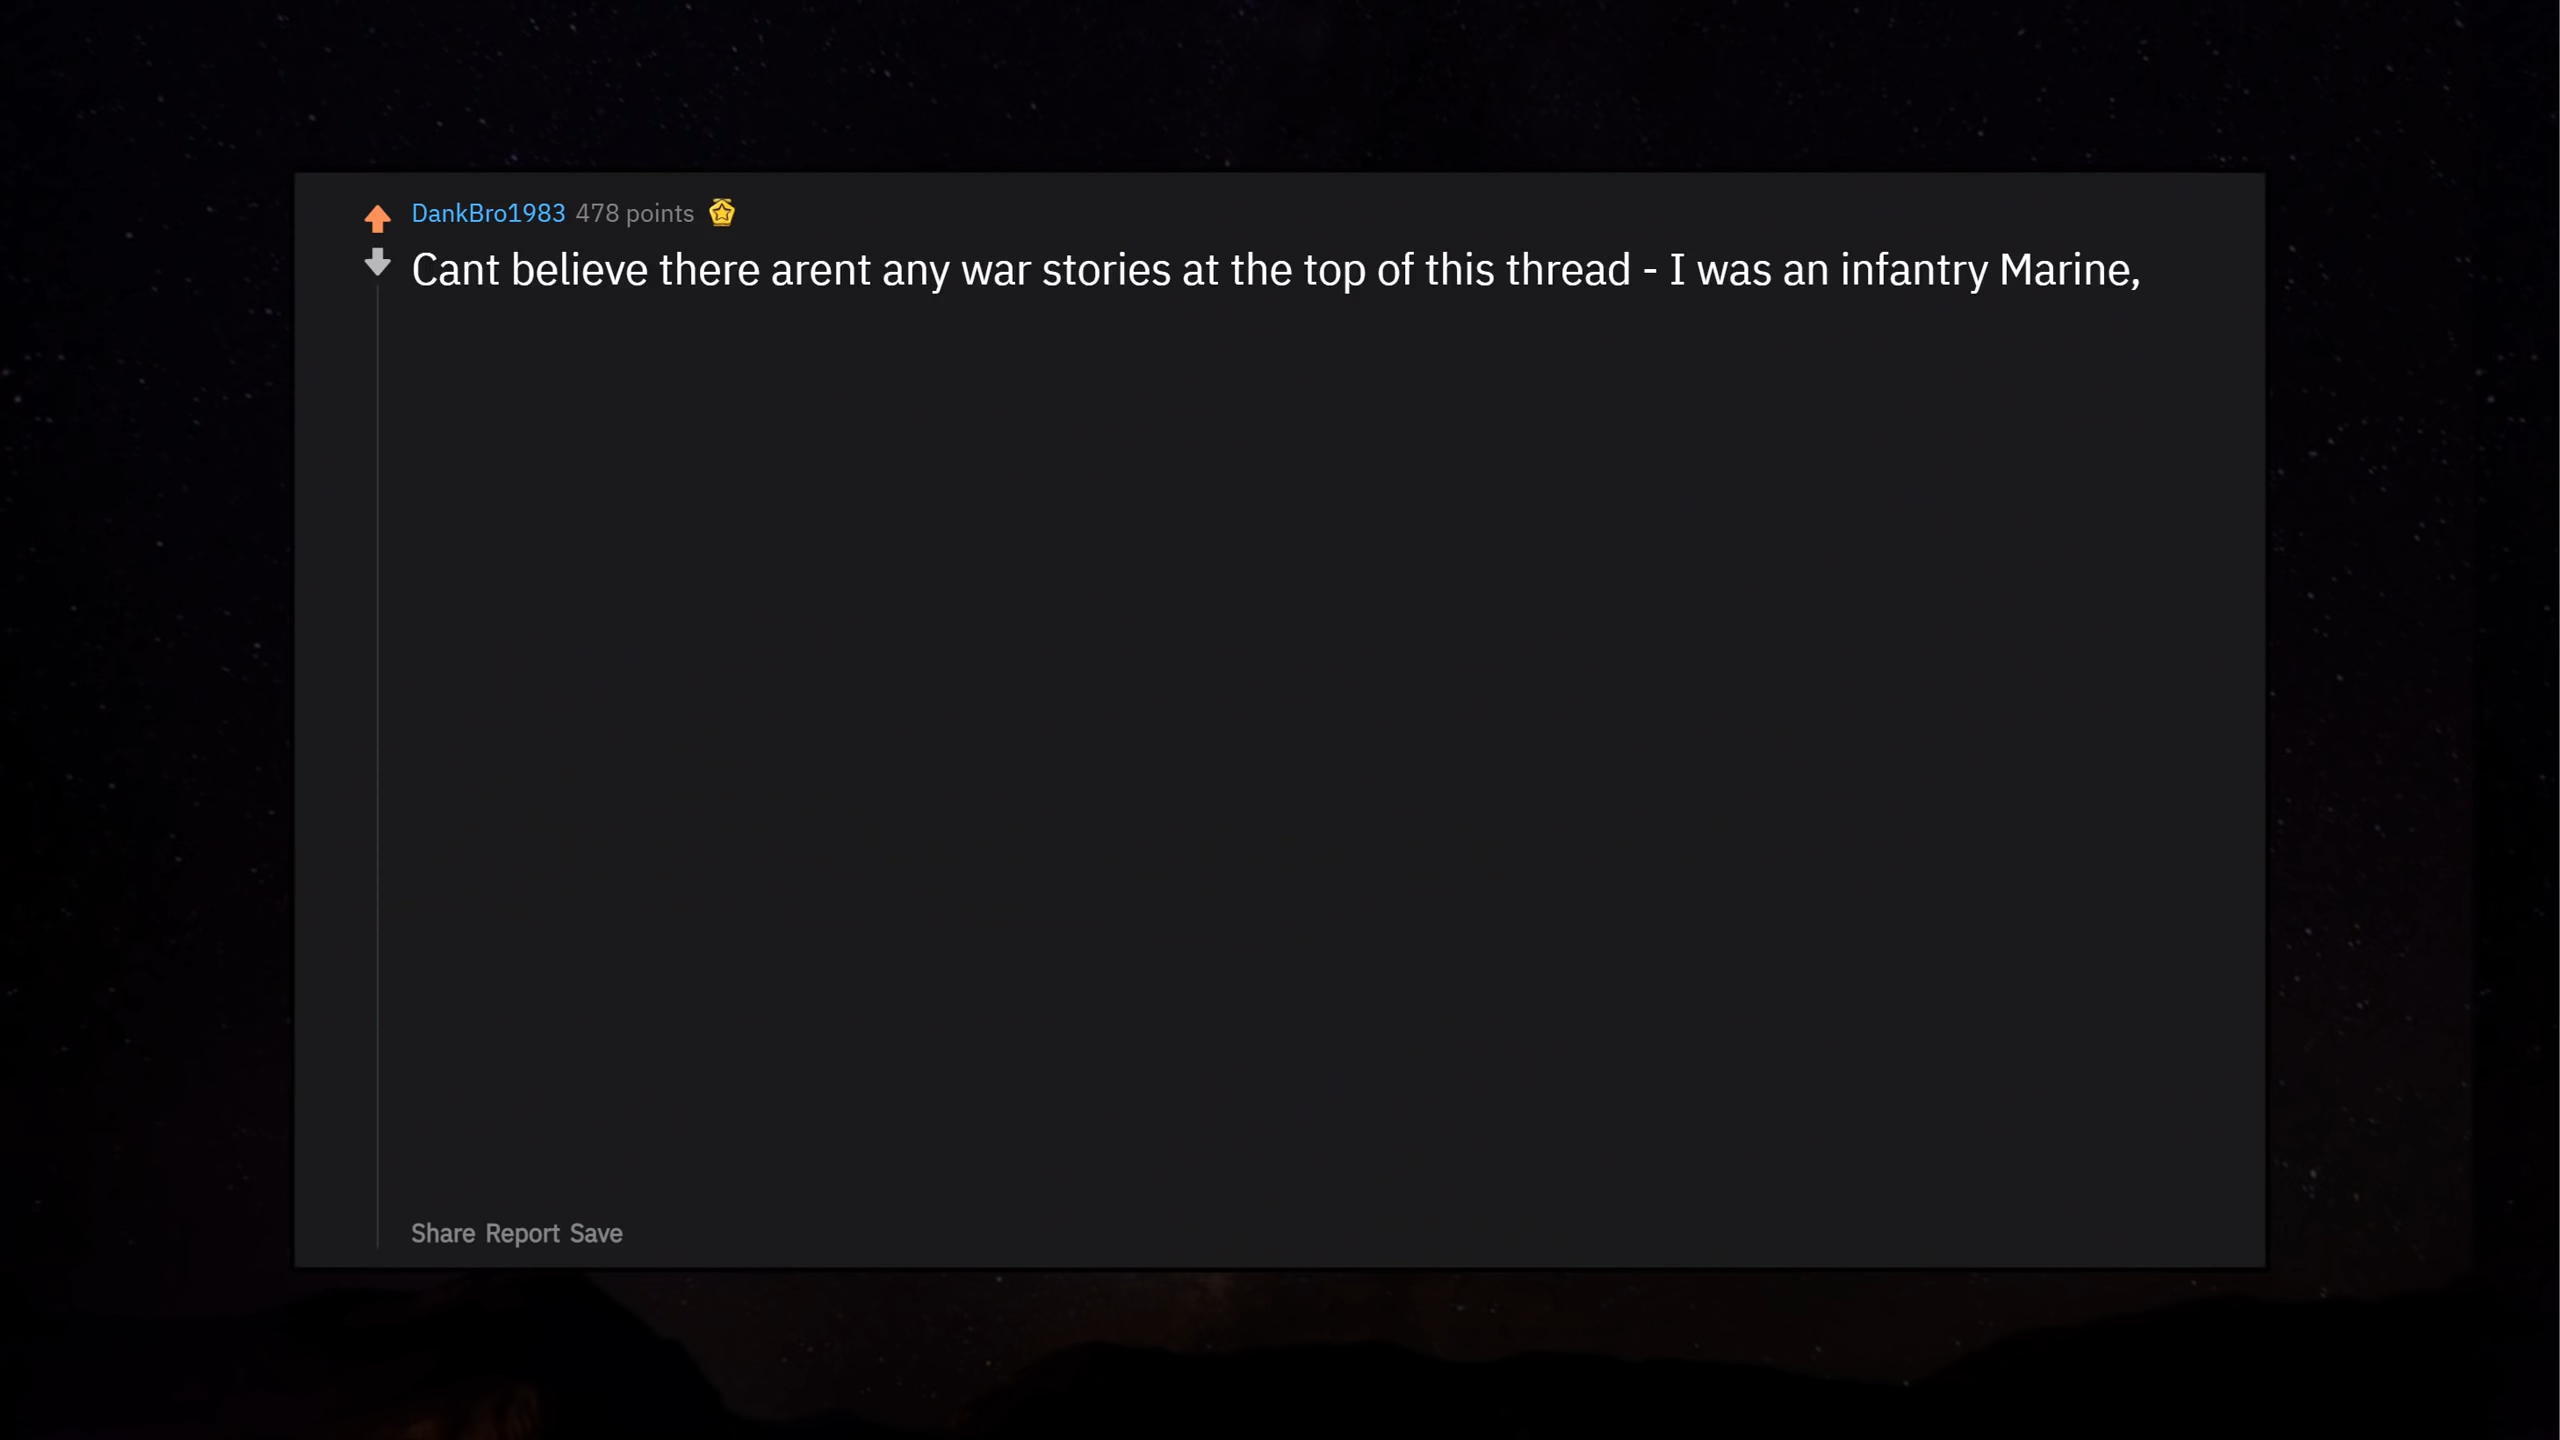 DankBro1983 478 points
Cant believe there arent any war stories at the top of this thread - I was an infantry Marine,
Share Report Save